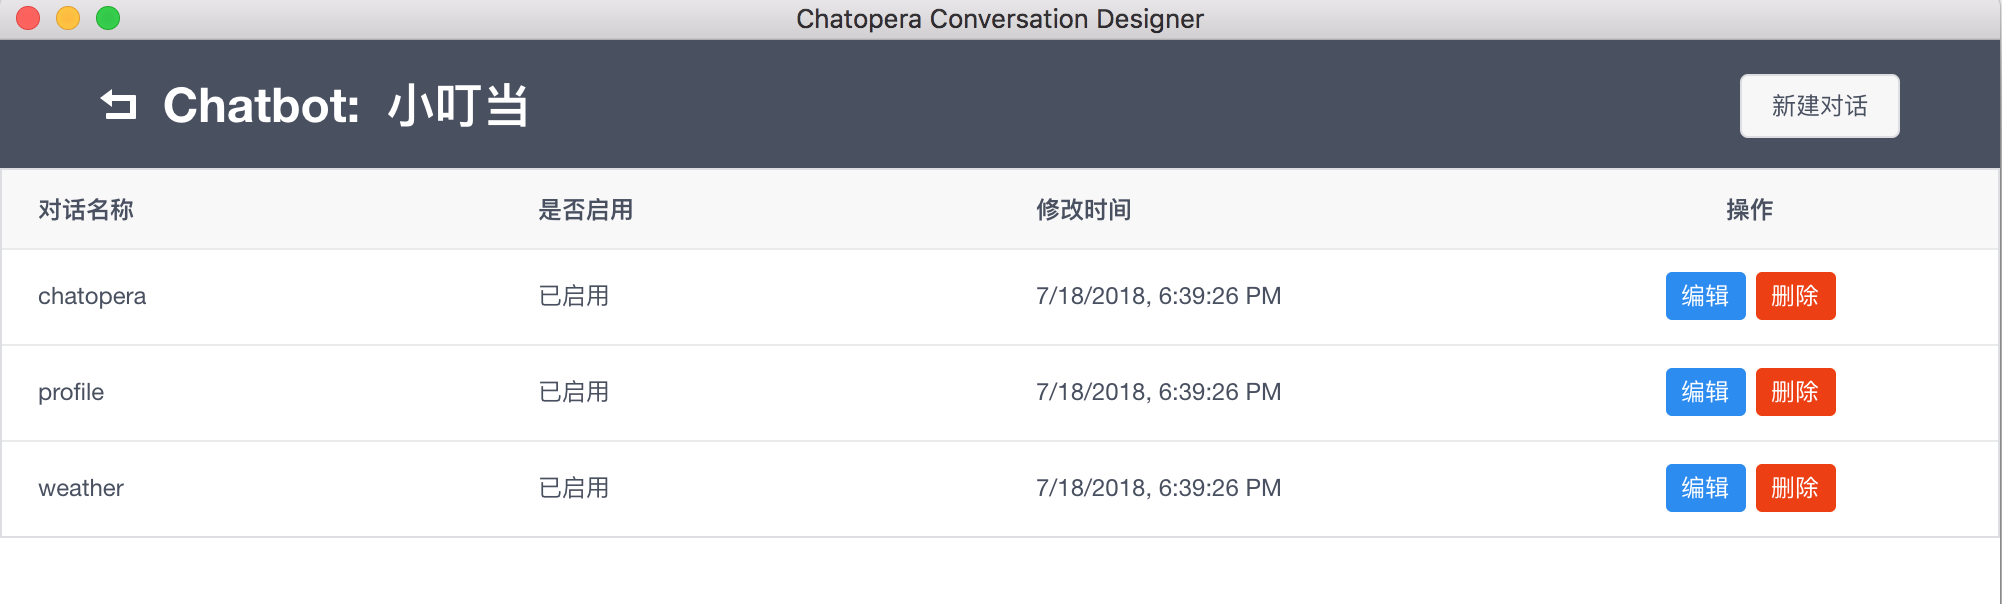 Chatopera Conversation Designer
Chatbot: 小叮当 新建对话
对话名称 是否启用 修改时间 操作
chatopera 已启用 7/18/2018, 6:39:26 PM 编辑 删除
profile 已启用 7/18/2018, 6:39:26 PM 编辑 删除
weather 已启用 7/18/2018, 6:39:26 PM 编辑 删除